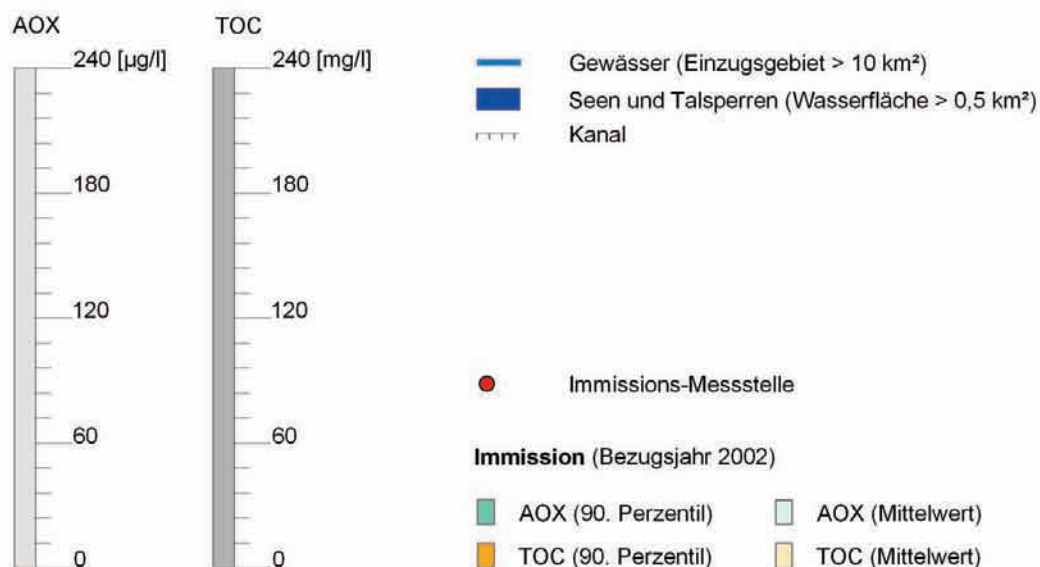 AOX
240 [µg/l]
180
120
60
0
TOC
240 [mg/l]
180
120
60
0
Gewässer (Einzugsgebiet > 10 km²)
Seen und Talsperren (Wasserfläche > 0,5 km²)
Kanal
Immissions-Messstelle
Immission (Bezugsjahr 2002)
AOX (90. Perzentil)
AOX (Mittelwert)
TOC (90. Perzentil)
TOC (Mittelwert)